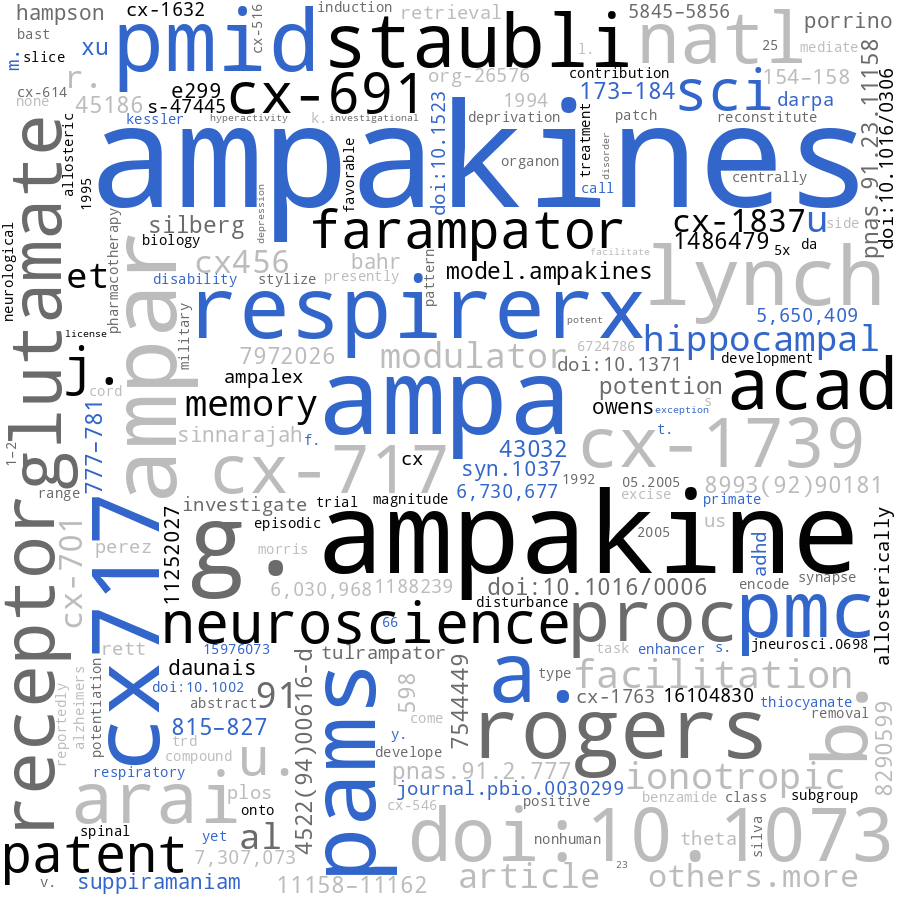 hampson
cx-1632
cx-516
induction
retrieval
5845–5856
porrino
bast
xu
pmid
staubli
l.
natl
25
mediate
m.
slice
r.
cx-614
none
45186
e299
s-47445
cx-691
org-26576
contribution
1994
173–184
sci
154–158
darpa
pnas.91.23.11158
doi:10.1016/0306
kessler
hyperactivity
k.
investigational
doi:10.1523
deprivation
patch
reconstitute
allosteric
1995
ampakines
favorable
organon
treatment
disorder
call
centrally
neurological
receptor
glutamate
pharmacotherapy
silberg
biology
depression
farampator
cx-1837
u
side
1486479
5x
da
et
ampar
cx456
bahr
presently
pattern
facilitate
model.ampakines
lynch
disability
stylize
military
respirerx
potent
5,650,409
license
j.
7972026
modulator
6724786
hippocampal
doi:10.1371
development
ampalex
cord
memory
ampa
potention
s
owens
exception
acad
1–2
777–781
sinnarajah
f.
t.
cx-717
cx
43032
syn.1037
cx-1739
6,730,677
1992
05.2005
8993(92)90181
range
investigate
trial
magnitude
excise
primate
cx-701
cx717
11252027
g.
episodic
ampakine
2005
us
adhd
allosterically
perez
morris
6,030,968
1188239
doi:10.1016/0006
encode
synapse
neuroscience
66
disturbance
proc
pmc
rett
15976073
tulrampator
task
enhancer
s.
jneurosci.0698
reportedly
alzheimers
potentiation
daunais
doi:10.1002
abstract
91
4522(94)00616-d
pams
598
come
7544449
a.
type
facilitation
cx-1763
16104830
thiocyanate
removal
b.
8290599
815–827
trd
compound
u.
y.
develope
rogers
respiratory
pnas.91.2.777
ionotropic
arai
plos
onto
journal.pbio.0030299
cx-546
positive
benzamide
class
subgroup
spinal
yet
al
doi:10.1073
nonhuman
theta
silva
patent
7,307,073
v.
suppiramaniam
11158–11162
article
23
others.more